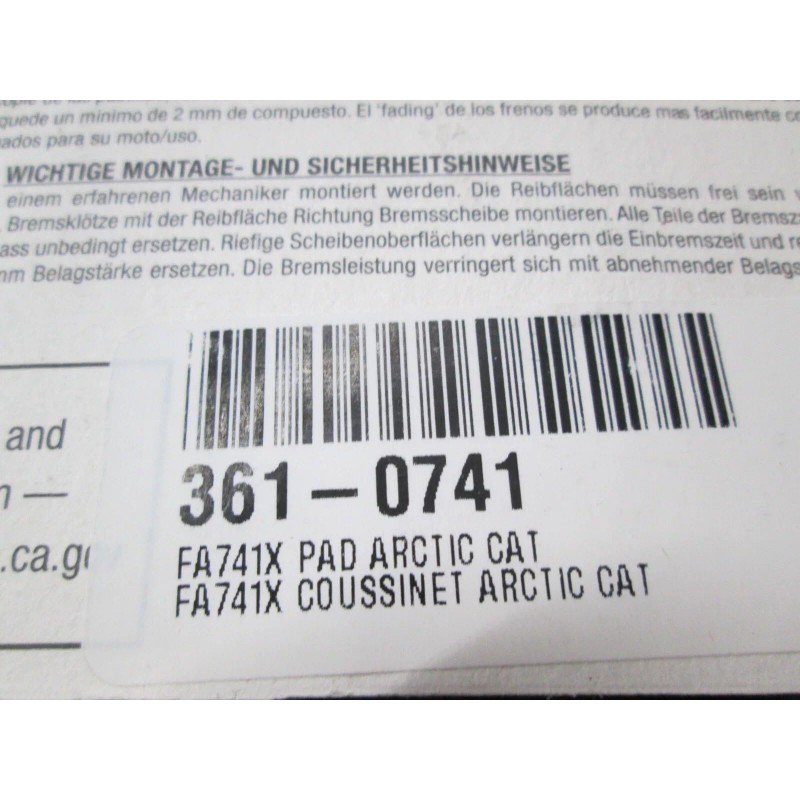 quede un minimo de 2 mm de compuesto. El 'fading' de los frenos se produce mas facilmente
para su moto/uso.
WICHTIGE MONTAGE- UND SICHERHEITSHINWEISE
einem erfahrenen Mechaniker montiert werden. Die Reibflächen müssen frei sein
Bremsklötze mit der Reibfläche Richtung Bremsscheibe montieren. Alle Teile der
unbedingt ersetzen. Riefige Scheibenoberflächen verlängern die Einbremszeit und
mm Belagstärke ersetzen. Die Bremsleistung verringert sich mit abnehmender
and
—
.ca.gov
361-0741
FA741X PAD ARCTIC CAT
FA741X COUSSINET ARCTIC CAT